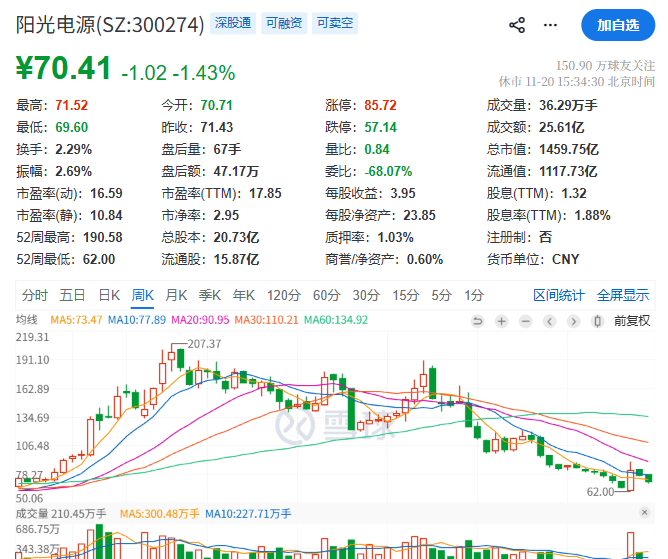 阳光电源(SZ:300274) 深股通 可融资 可卖空 加自选
¥70.41 -1.02 -1.43%
150.90 万球友关注
休市 11-20 15:34:30 北京时间
最高: 71.52 今开: 70.71 涨停: 85.72 成交量: 36.29万手
最低: 69.60 昨收: 71.43 跌停: 57.14 成交额: 25.61亿
换手: 2.29% 盘后量: 67手 量比: 0.84 总市值: 1459.75亿
振幅: 2.69% 盘后额: 47.17万 委比: -68.07% 流通值: 1117.73亿
市盈率(动): 16.59 市盈率(TTM): 17.85 每股收益: 3.95 股息(TTM): 1.32
市盈率(静): 10.84 市净率: 2.95 每股净资产: 23.85 股息率(TTM): 1.88%
52周最高: 190.58 总股本: 20.73亿 质押率: 1.03% 注册制: 否
52周最低: 62.00 流通股: 15.87亿 商誉/净资产: 0.60% 货币单位: CNY
分时 五日 日K 周K 月K 季K 年K 120分 60分 30分 15分 5分 1分 区间统计 全屏显示
均线 MA5:73.47 MA10:77.89 MA20:90.95 MA30:110.21 MA60:134.92 前复权
219.31
207.37
191.10
162.89
134.69
雪球
106.48
78.27
62.00
50.06
成交量 210.45万手 MA5:300.48万手 MA10:227.71万手
686.75万
343.38万